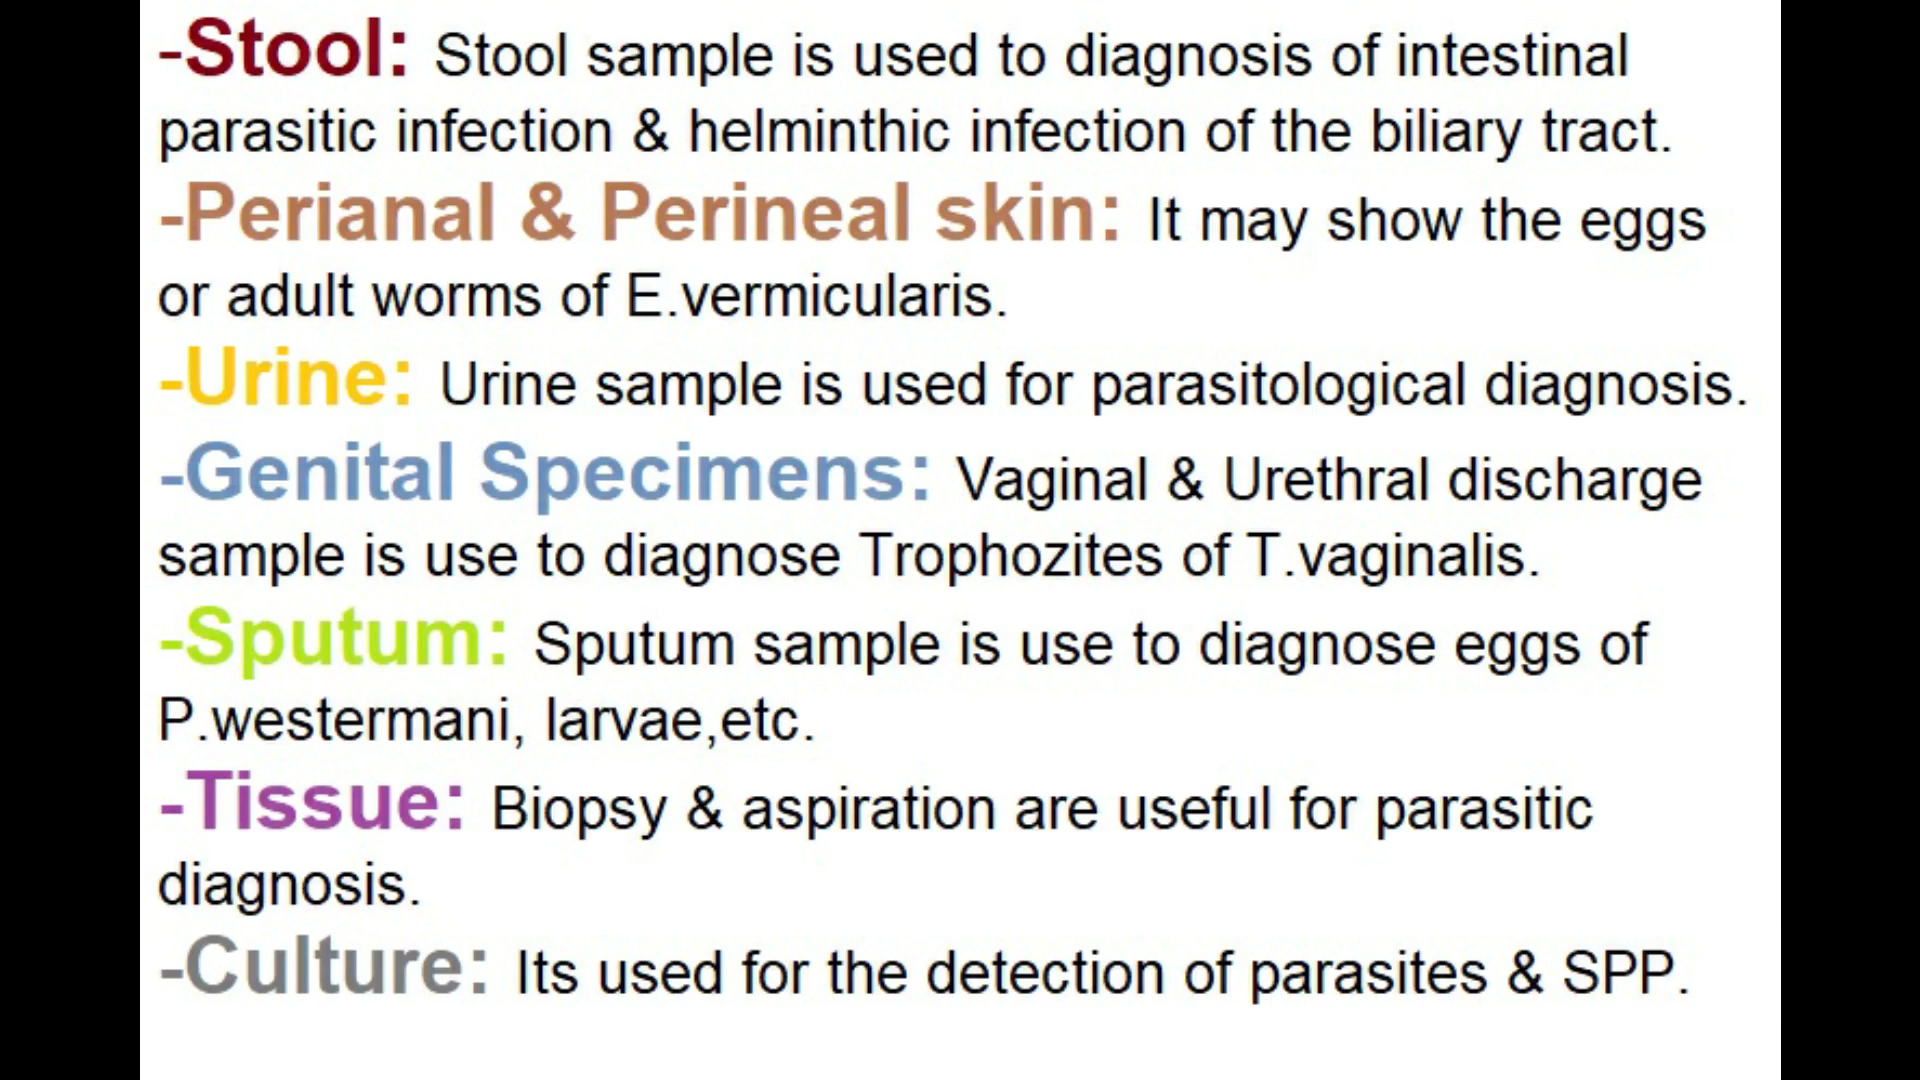 -Stool: Stool sample is used to diagnosis of intestinal
parasitic infection & helminthic infection of the biliary tract.
-Perianal & Perineal skin: It may show the eggs
or adult worms of E.vermicularis.
-Urine: Urine sample is used for parasitological diagnosis.
-Genital Specimens: Vaginal & Urethral discharge
sample is use to diagnose Trophozites of T.vaginalis.
-Sputum: Sputum sample is use to diagnose eggs of
P.westermani, larvae,etc.
-Tissue: Biopsy & aspiration are useful for parasitic
diagnosis.
-Culture: Its used for the detection of parasites & SPP.